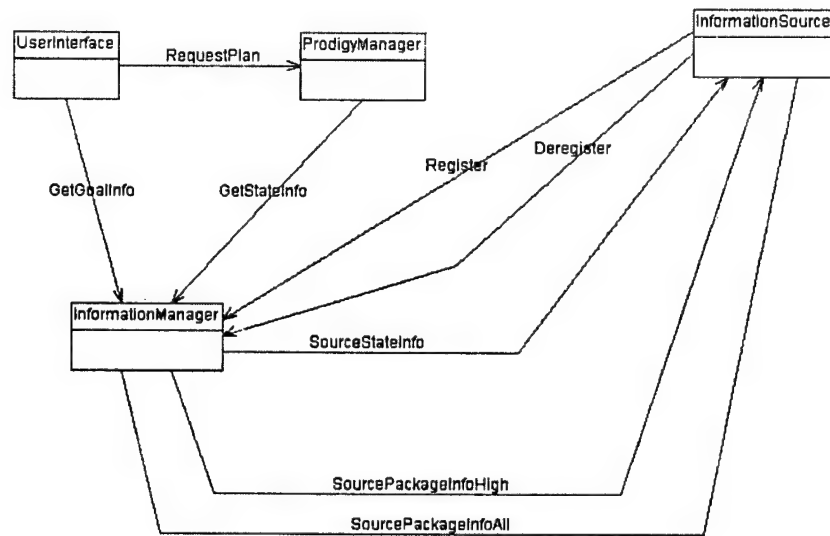 InformationSource
UserInterface
ProdigyManager
RequestPlan
Deregister
Register
GetGoalInfo
GetStateInfo
InformationManager
SourceStateInfo
SourcePackageInfoHigh
SourcePackageInfoAll